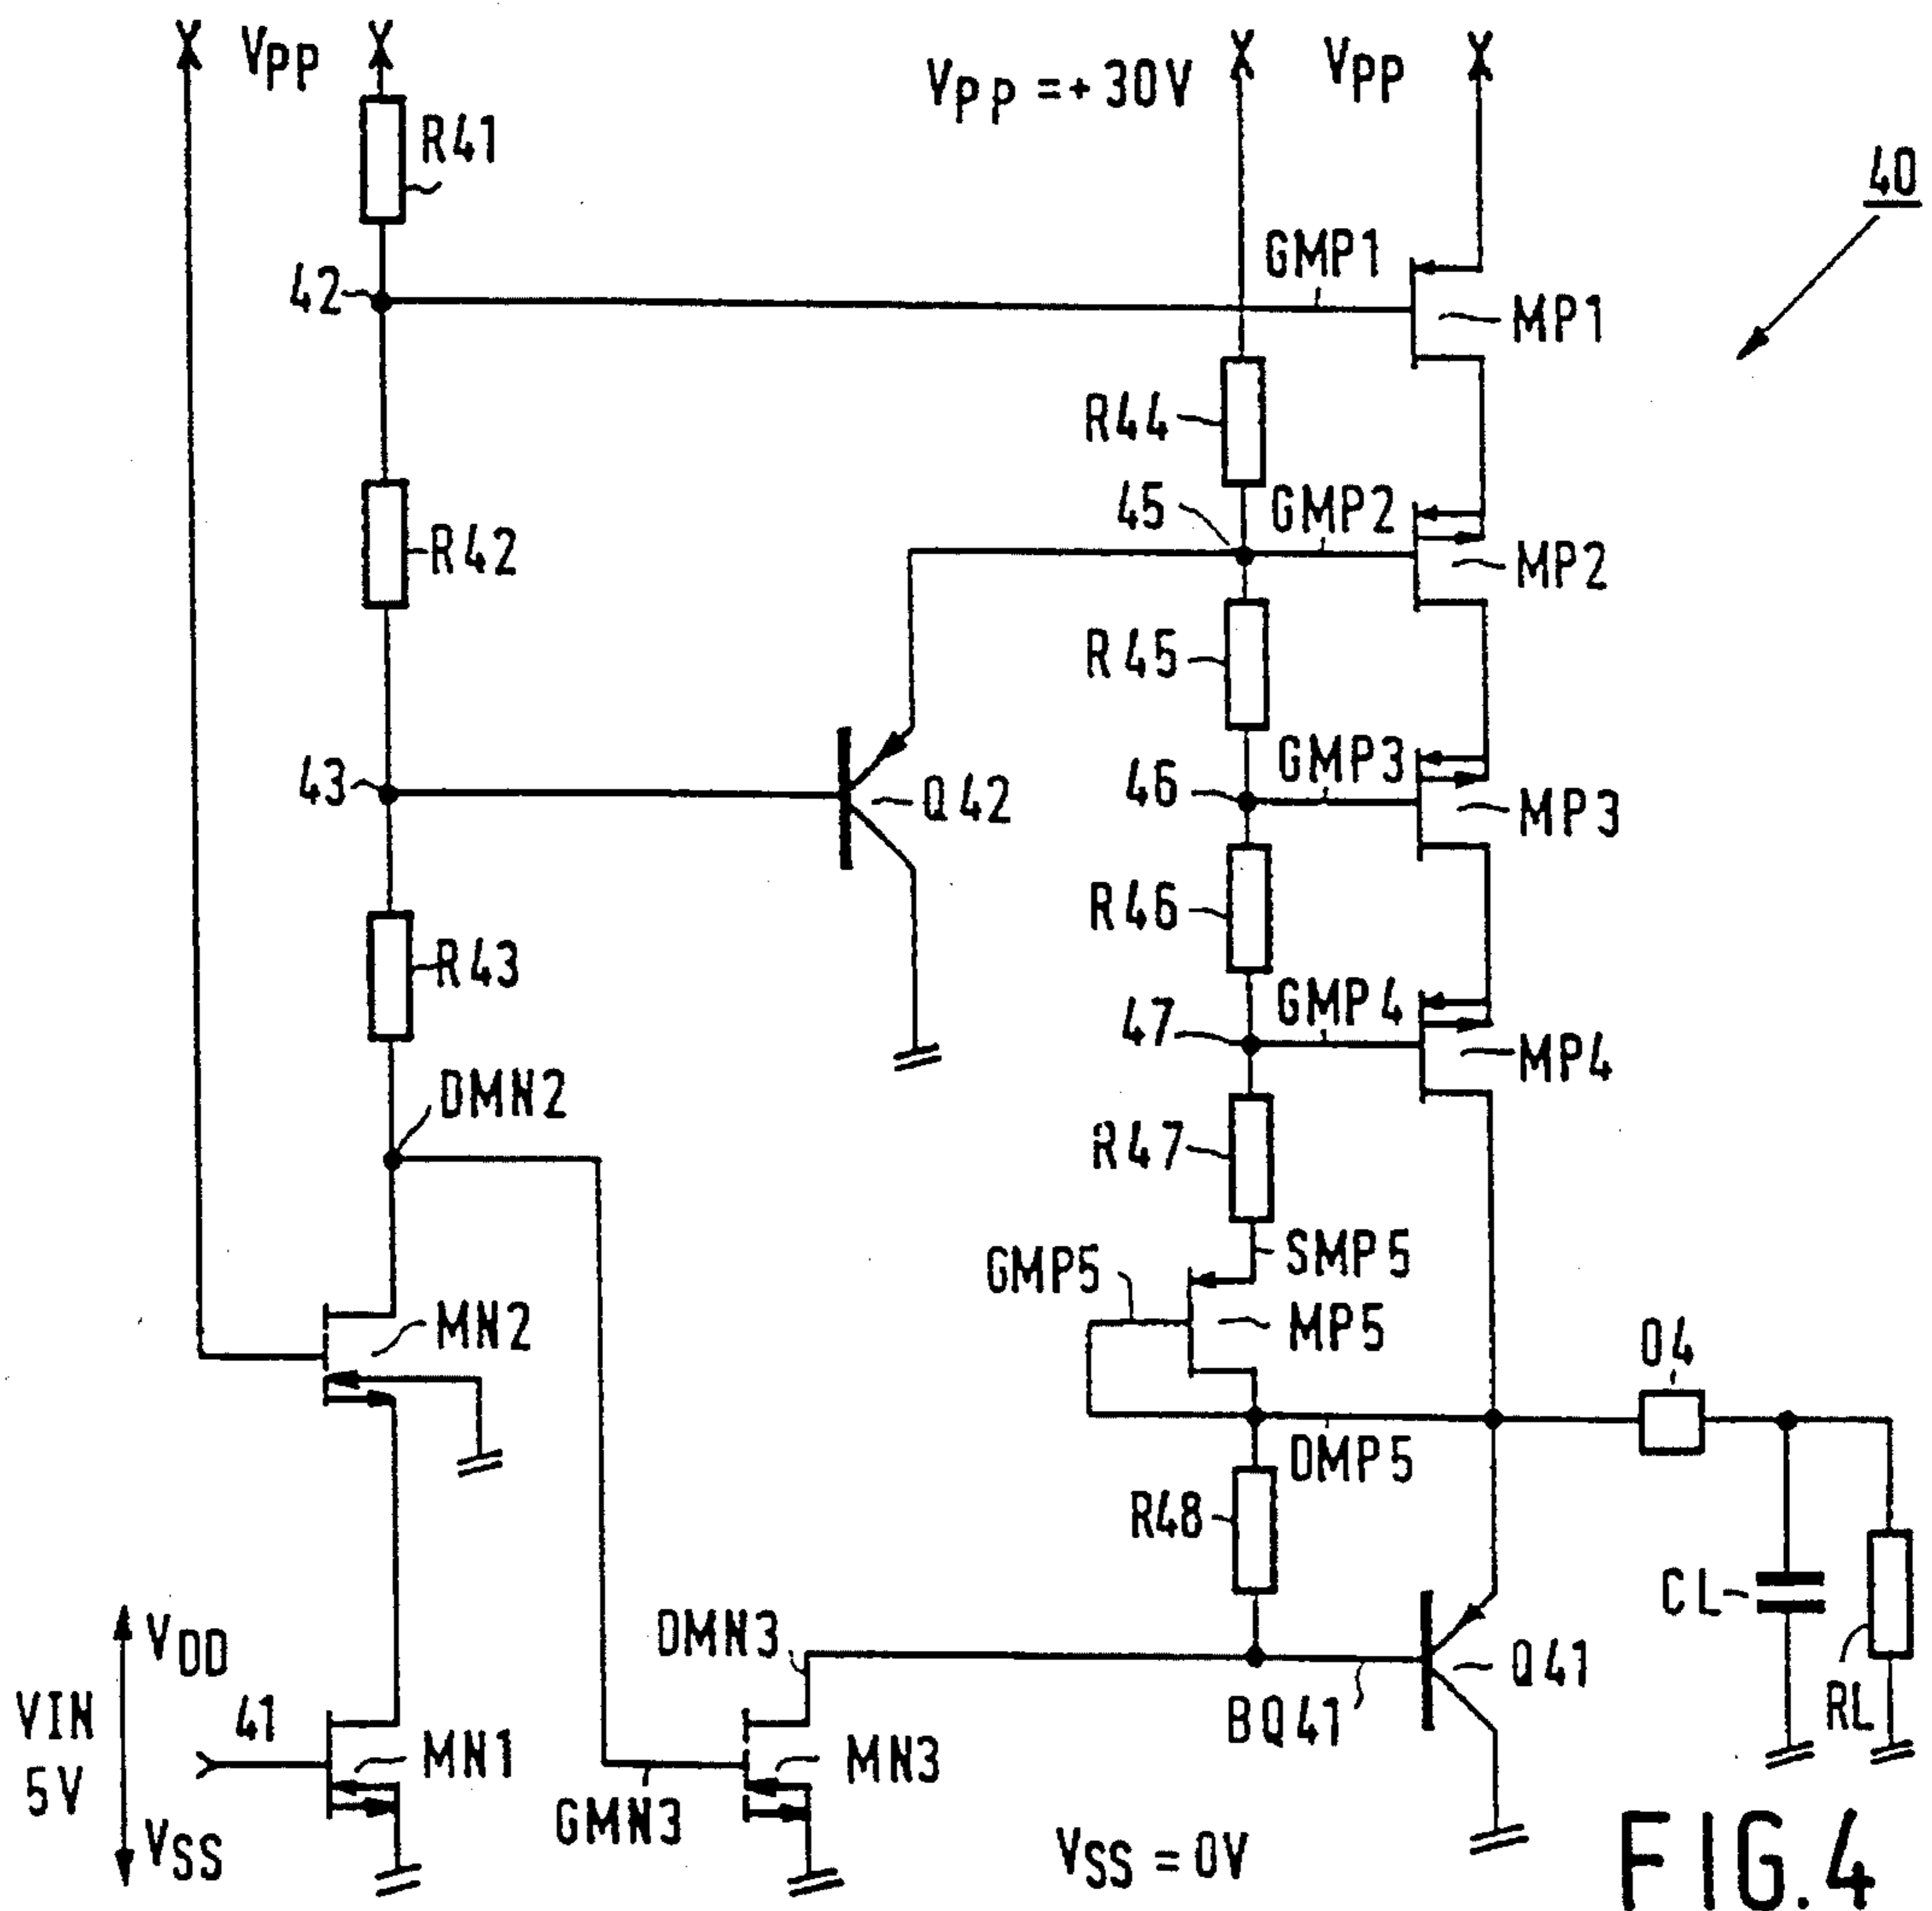 VPP
VPP = +30V
VPP
R41
40
GMP1
42
MP1
R44
45
GMP2
R42
MP2
R45
GMP3
43
46
Q42
MP3
R46
R43
GMP4
47
MP4
DMN2
R47
SMP5
GMP5
MN2
MP5
04
DMP5
R48
CL
DMN3
VDD
Q41
VIN
41
BQ41
RL
MN1
MN3
5V
GMN3
VSS
VSS = 0V
FIG.4